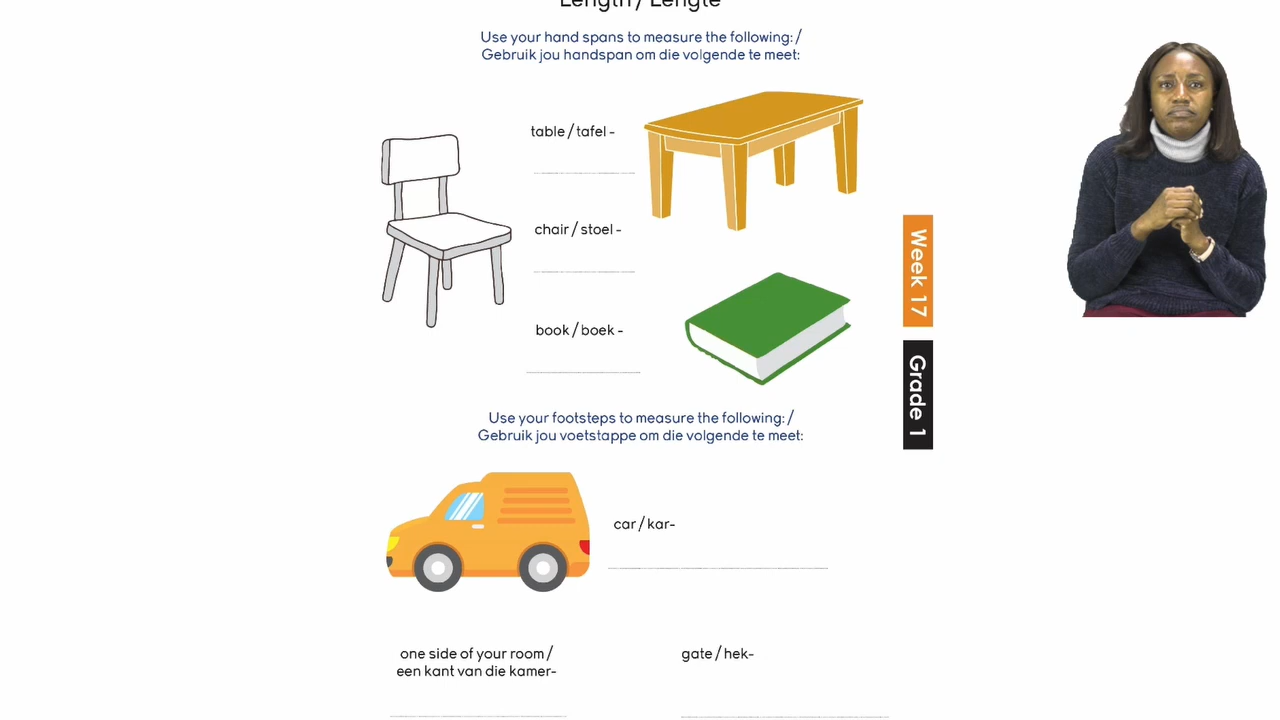 Length / Lengte
Use your hand spans to measure the following: /
Gebruik jou handspan om die volgende te meet:
table / tafel -
chair / stoel -
book / boek -
Week 17
Grade 1
Use your footsteps to measure the following: /
Gebruik jou voetstappe om die volgende te meet:
car / kar-
one side of your room /
een kant van die kamer-
gate / hek-